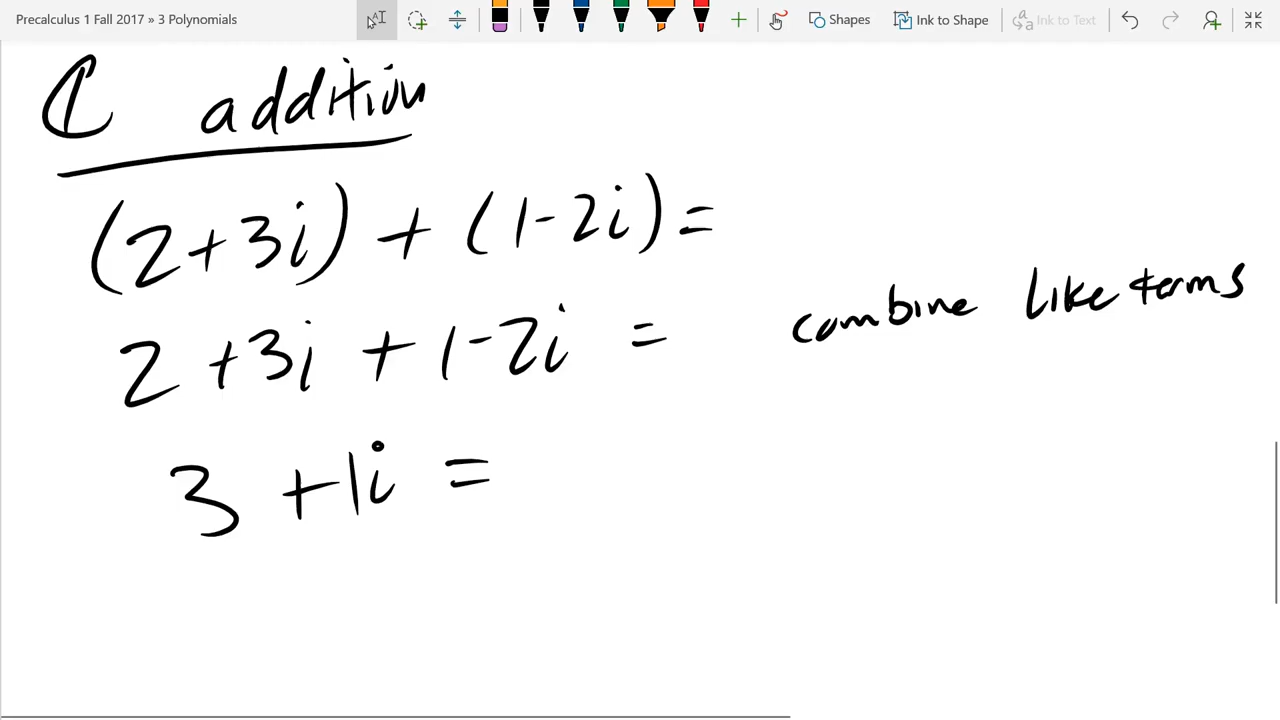 Precalculus 1 Fall 2017 » 3 Polynomials
Shapes
Ink to Shape
Ink to Text
ℂ addition
(2+3i) + (1-2i) =
combine like terms
2 +3i + 1-2i =
3 +1i =